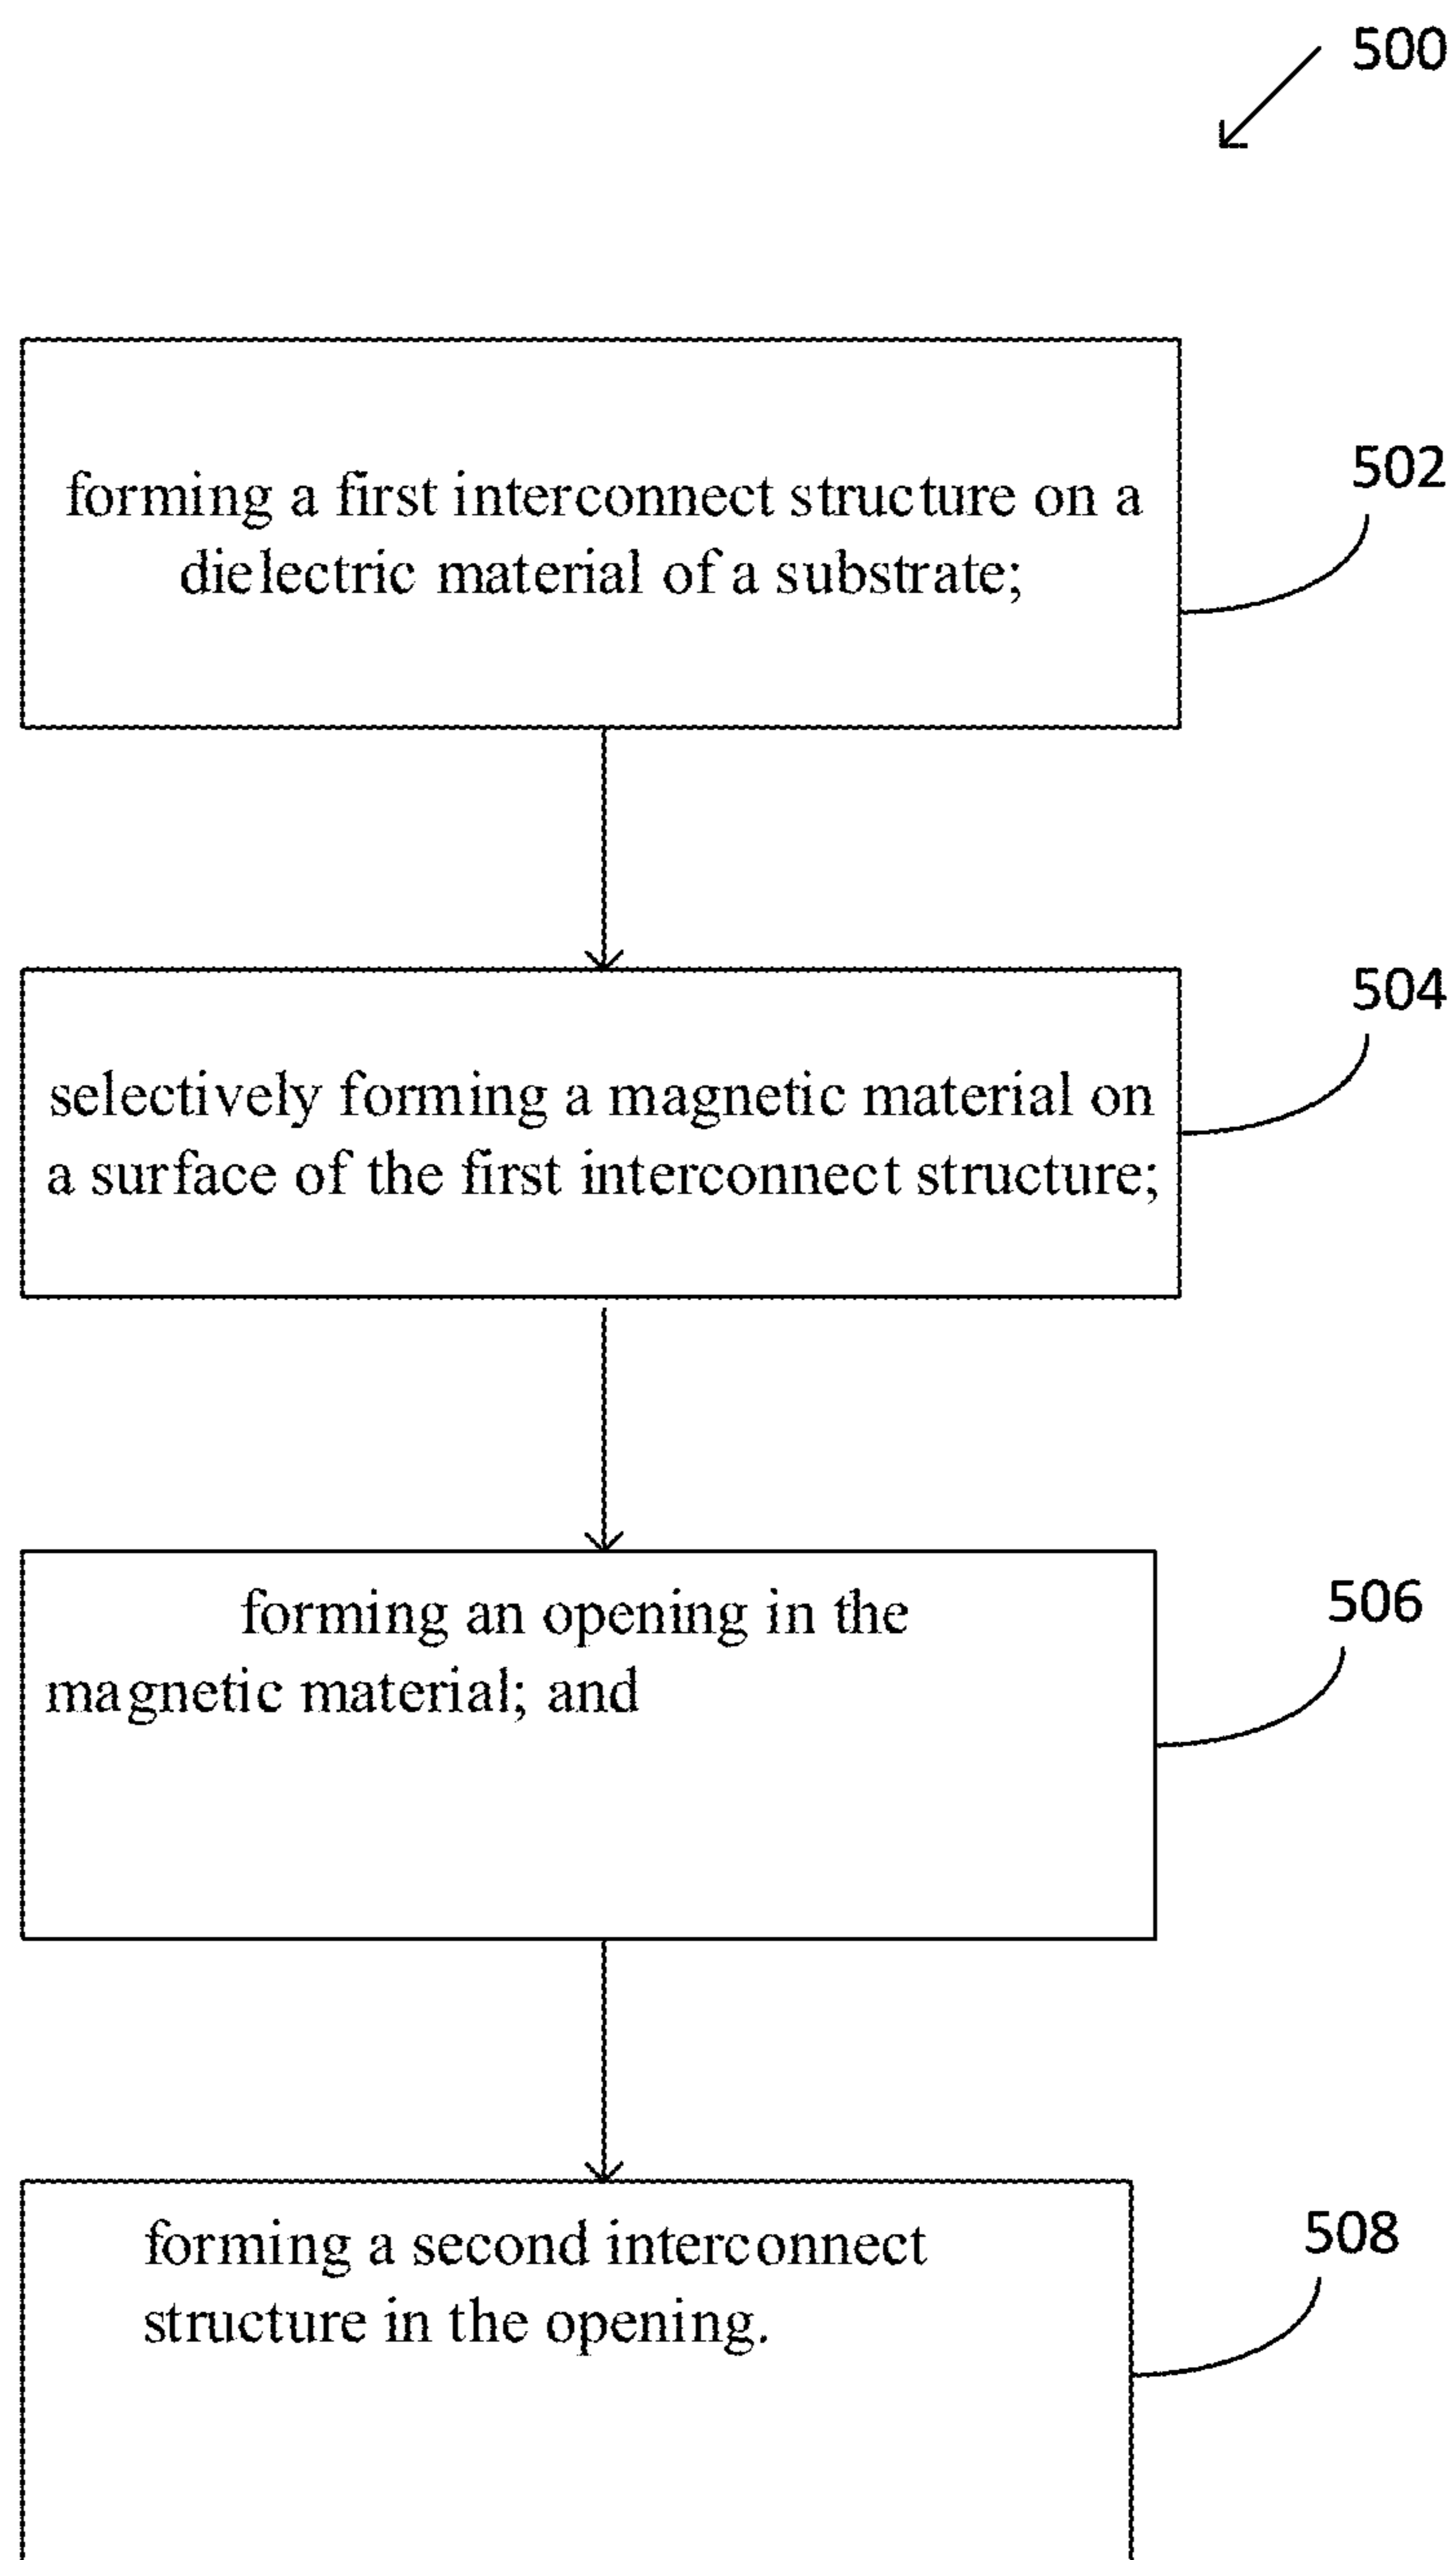 500
forming a first interconnect structure on a
dielectric material of a substrate;
502
selectively forming a magnetic material on
a surface of the first interconnect structure;
504
forming an opening in the
magnetic material; and
506
forming a second interconnect
structure in the opening.
508